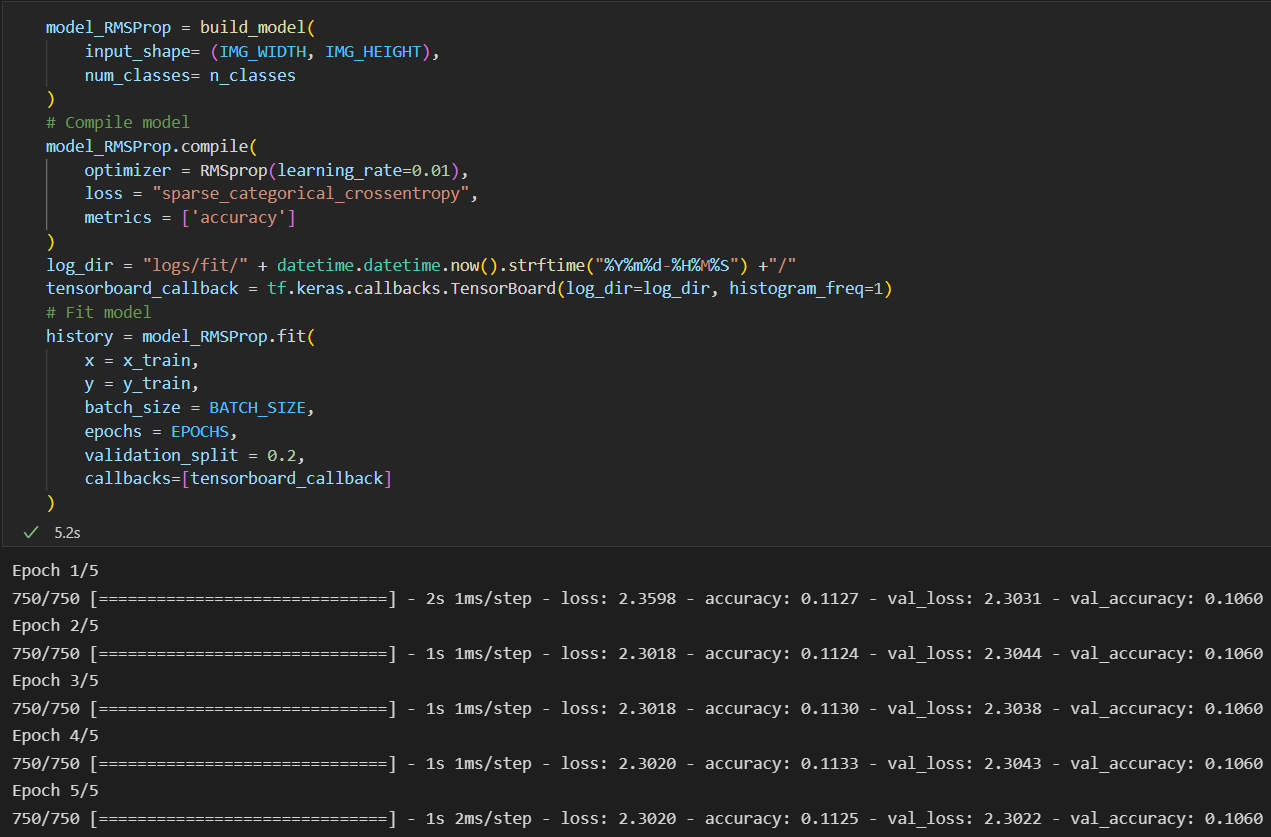 model_RMSProp = build_model(
    input_shape= (IMG_WIDTH, IMG_HEIGHT),
    num_classes= n_classes
)
# Compile model
model_RMSProp.compile(
    optimizer = RMSprop(learning_rate=0.01),
    loss = "sparse_categorical_crossentropy",
    metrics = ['accuracy']
)
log_dir = "logs/fit/" + datetime.datetime.now().strftime("%Y%m%d-%H%M%S") +"/"
tensorboard_callback = tf.keras.callbacks.TensorBoard(log_dir=log_dir, histogram_freq=1)
# Fit model
history = model_RMSProp.fit(
    x = x_train,
    y = y_train,
    batch_size = BATCH_SIZE,
    epochs = EPOCHS,
    validation_split = 0.2,
    callbacks=[tensorboard_callback]
)
5.2s
Epoch 1/5
750/750 [==============================] - 2s 1ms/step - loss: 2.3598 - accuracy: 0.1127 - val_loss: 2.3031 - val_accuracy: 0.1060
Epoch 2/5
750/750 [==============================] - 1s 1ms/step - loss: 2.3018 - accuracy: 0.1124 - val_loss: 2.3044 - val_accuracy: 0.1060
Epoch 3/5
750/750 [==============================] - 1s 1ms/step - loss: 2.3018 - accuracy: 0.1130 - val_loss: 2.3038 - val_accuracy: 0.1060
Epoch 4/5
750/750 [==============================] - 1s 1ms/step - loss: 2.3020 - accuracy: 0.1133 - val_loss: 2.3043 - val_accuracy: 0.1060
Epoch 5/5
750/750 [==============================] - 1s 2ms/step - loss: 2.3020 - accuracy: 0.1125 - val_loss: 2.3022 - val_accuracy: 0.1060